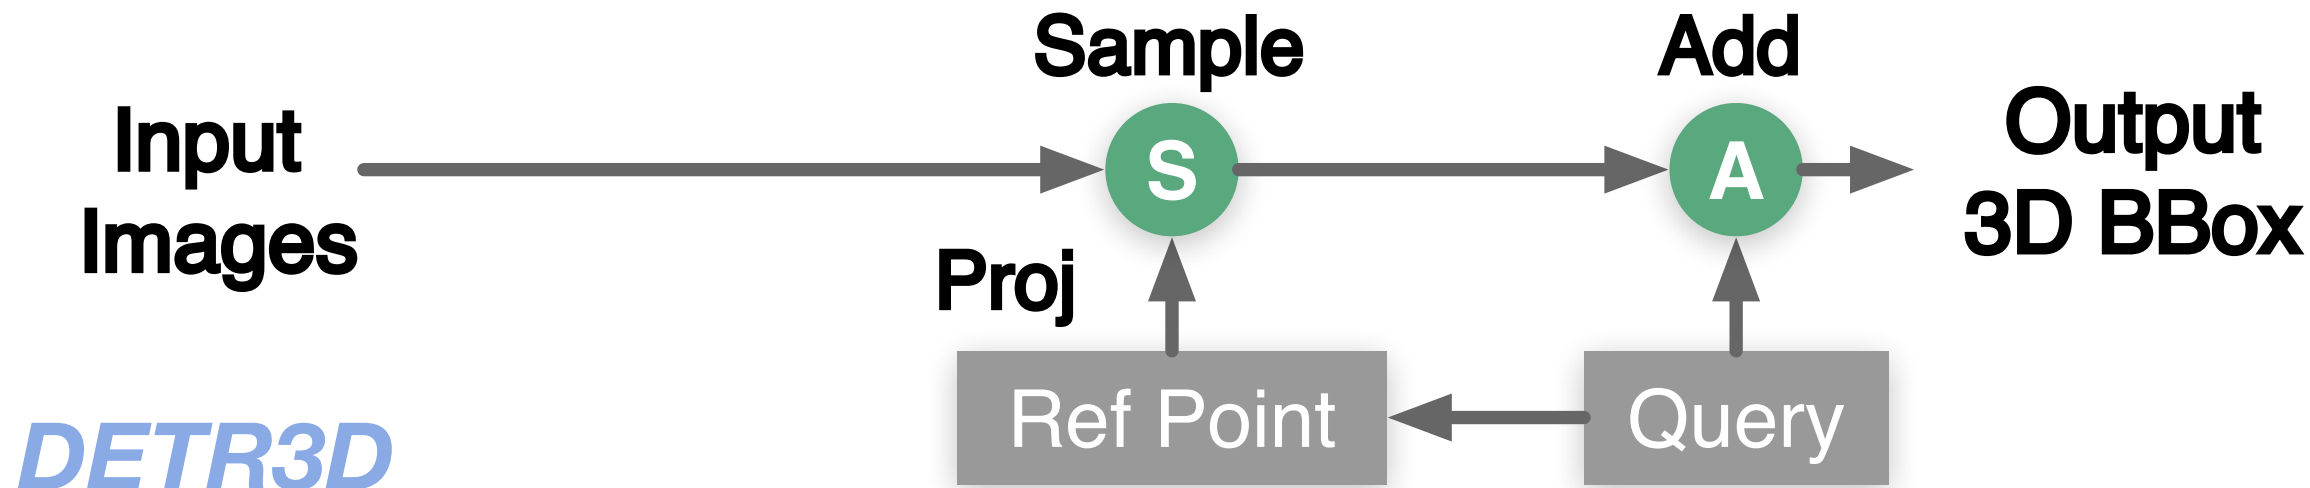 Sample
Add
Input
Images
S
A
Output
3D BBox
Proj
Ref Point
Query
DETR3D